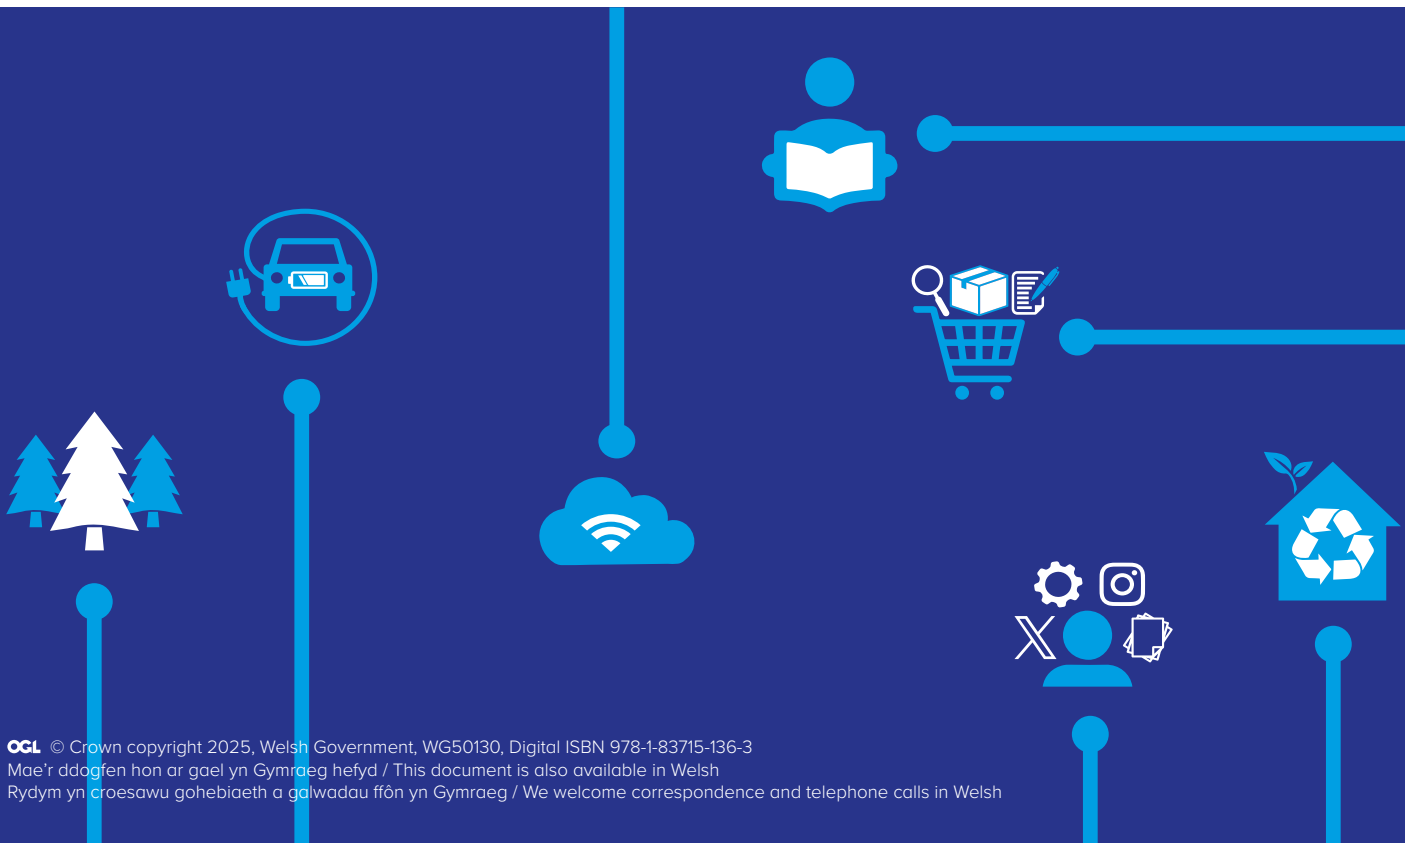 OGL © Crown copyright 2025, Welsh Government, WG50130, Digital ISBN 978-1-83715-136-3
Mae'r ddogfen hon ar gael yn Gymraeg hefyd / This document is also available in Welsh
Rydym yn croesawu gohebiaeth a galwadau ffôn yn Gymraeg / We welcome correspondence and telephone calls in Welsh